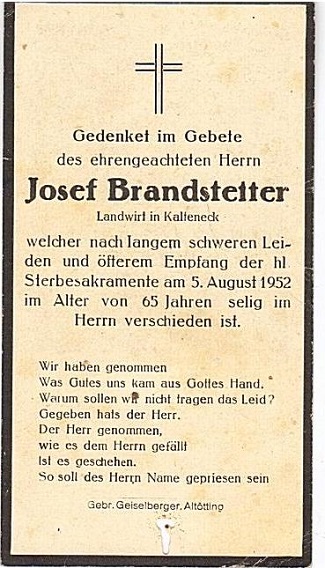 Gedenket im Gebete
des ehrengeachteten Herrn
Josef Brandstetter
Landwirt in Kalteneck
welcher nach langem schweren Lei-
den und öfterem Empfang der hl.
Sterbesakramente am 5. August 1952
im Alter von 65 Jahren selig im
Herrn verschieden ist.
Wir haben genommen
Was Gutes uns kam aus Gottes Hand.
Warum sollen wir nicht tragen das Leid?
Gegeben hats der Herr.
Der Herr genommen,
wie es dem Herrn gefällt
Ist es geschehen.
So soll des Herrn Name gepriesen sein
Gebr. Geiselberger, Altötting